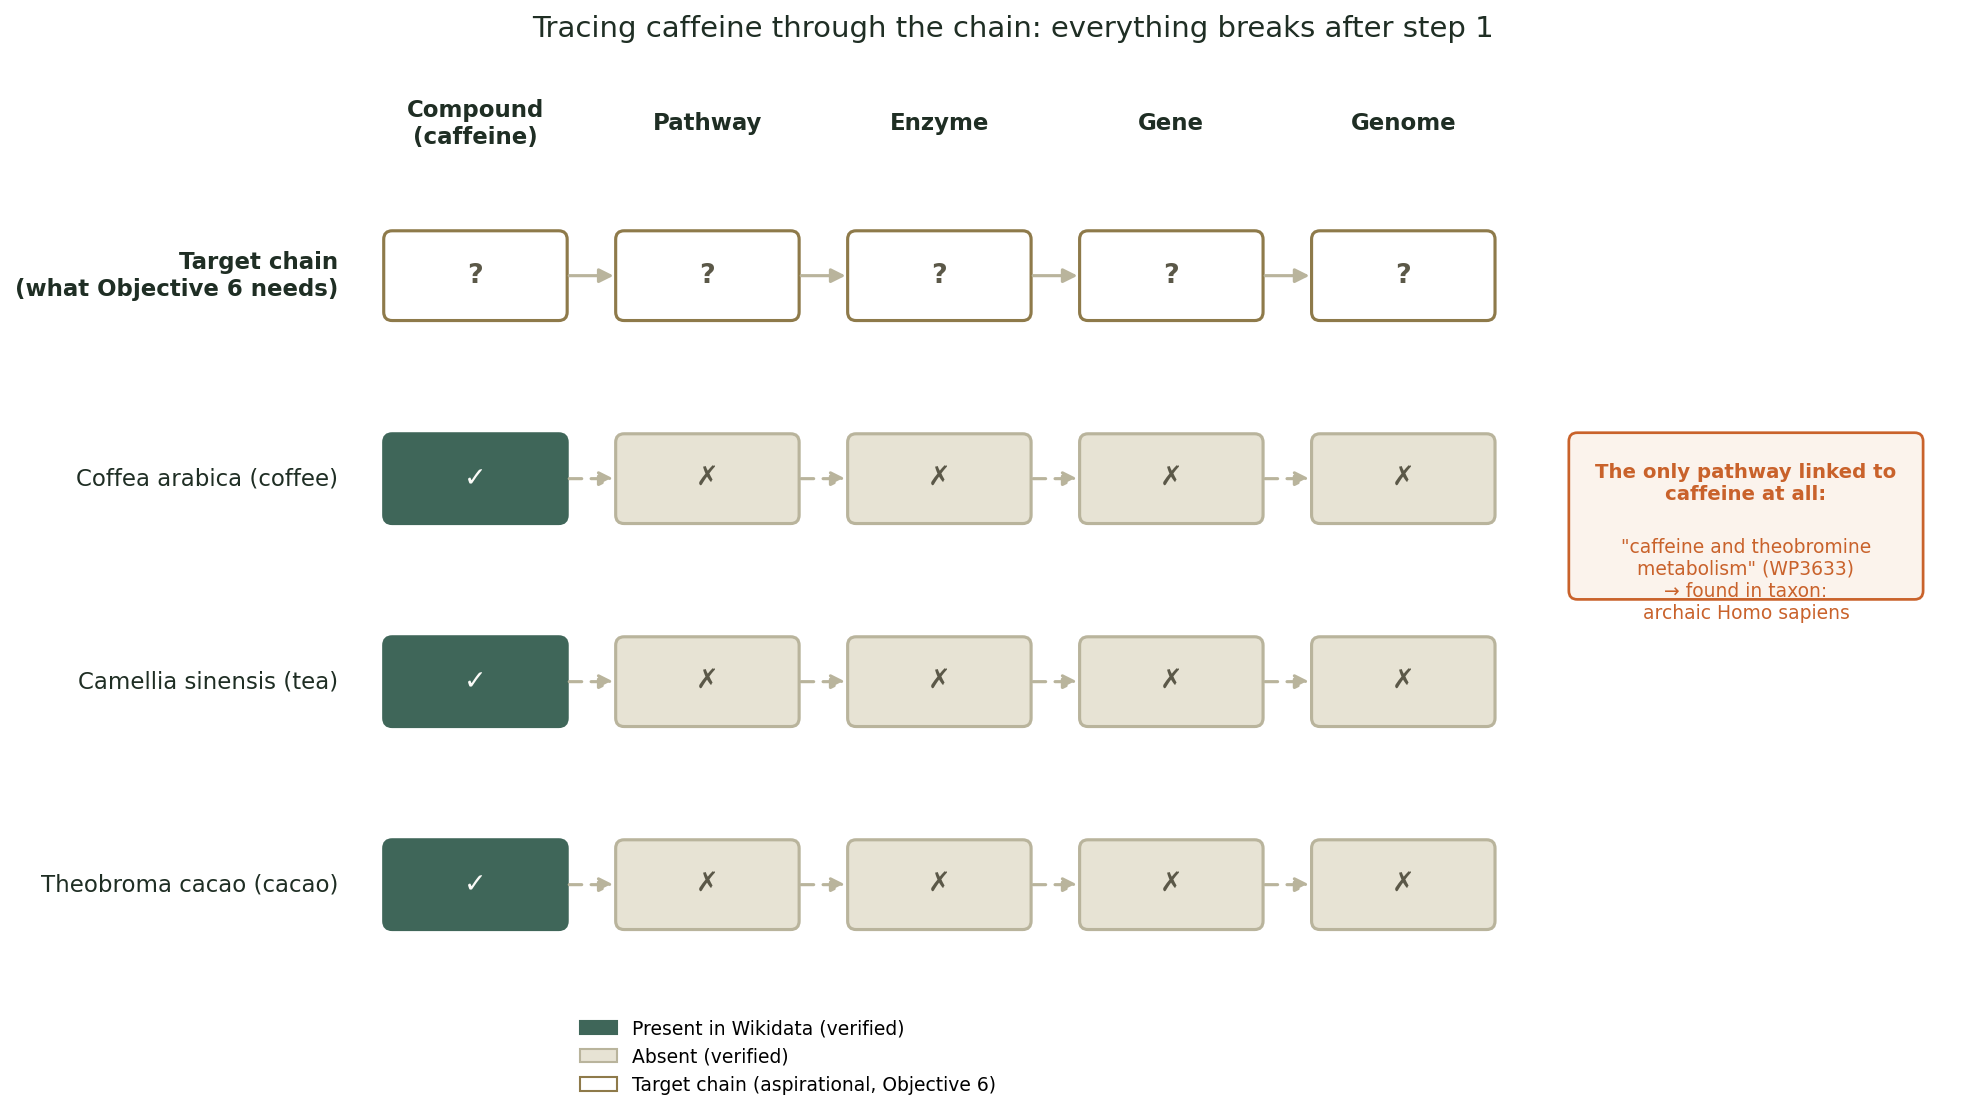 Tracing caffeine through the chain: everything breaks after step 1
Compound
(caffeine)
Pathway
Enzyme
Gene
Genome
Target chain
(what Objective 6 needs)
?
?
?
?
?
Coffea arabica (coffee)
✓
✗
✗
✗
✗
The only pathway linked to
caffeine at all:
"caffeine and theobromine
metabolism" (WP3633)
→ found in taxon:
archaic Homo sapiens
Camellia sinensis (tea)
✓
✗
✗
✗
✗
Theobroma cacao (cacao)
✓
✗
✗
✗
✗
Present in Wikidata (verified)
Absent (verified)
Target chain (aspirational, Objective 6)